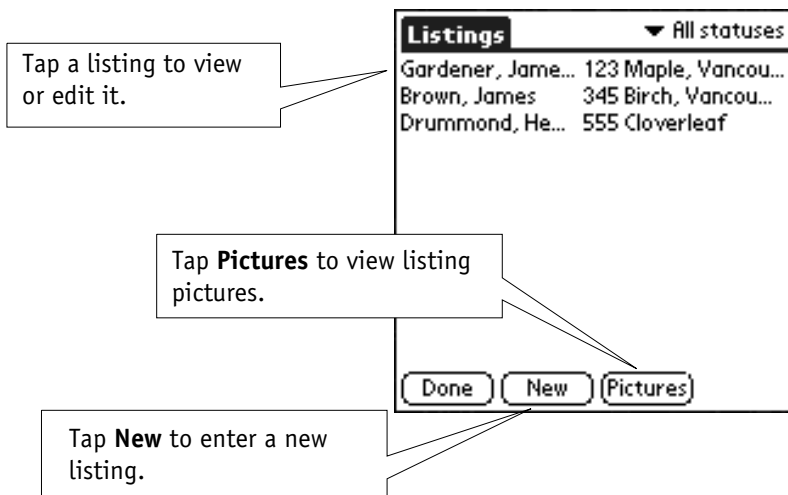 Listings
All statuses
Tap a listing to view
or edit it.
Gardener, Jame... 123 Maple, Vancou...
Brown, James 345 Birch, Vancou...
Drummond, He... 555 Cloverleaf
Tap Pictures to view listing
pictures.
Done New Pictures
Tap New to enter a new
listing.